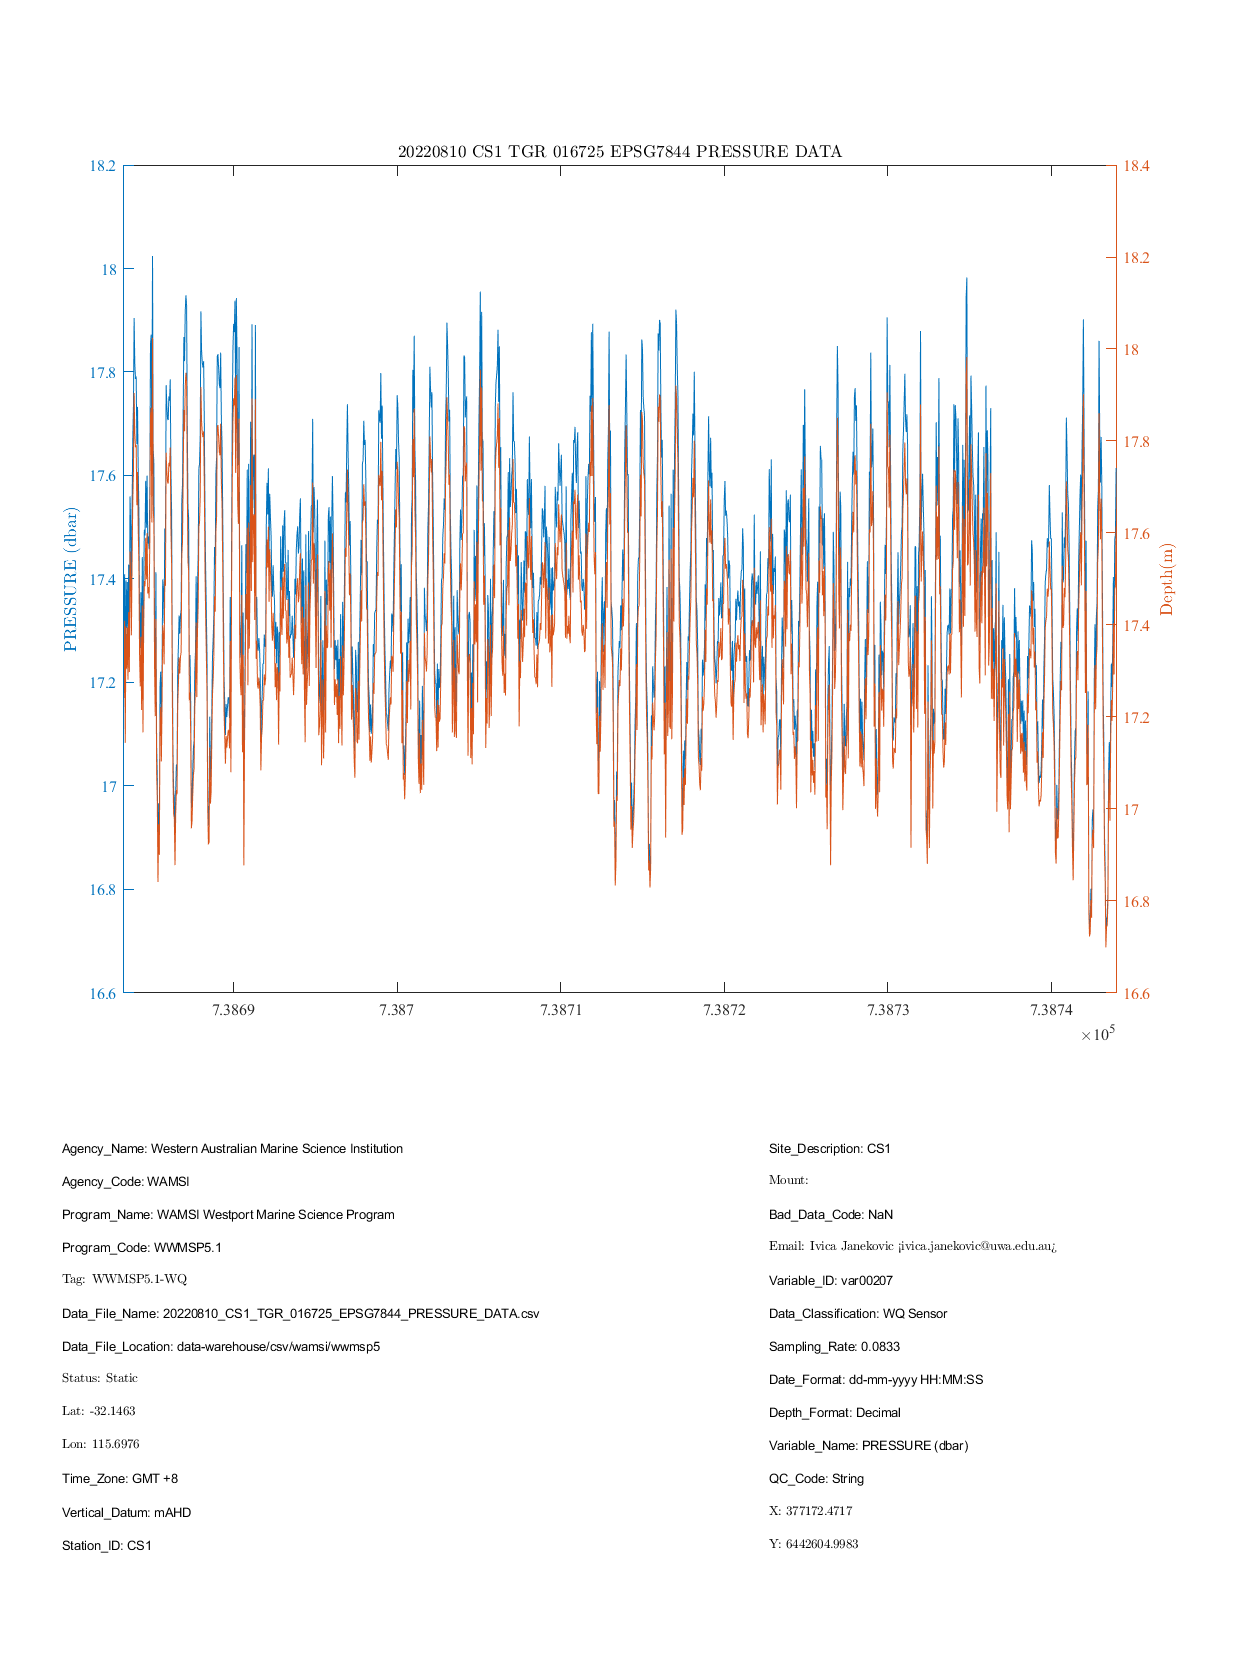 20220810 CS1 TGR 016725 EPSG7844 PRESSURE DATA
18.2
18
17.8
17.6
17.4
17.2
17
16.8
16.6
PRESSURE (dbar)
18.4
18.2
18
17.8
17.6
17.4
17.2
17
16.8
16.6
Depth(m)
7.3869 7.387 7.3871 7.3872 7.3873 7.3874
×10^5
Agency_Name: Western Australian Marine Science Institution
Agency_Code: WAMSI
Program_Name: WAMSI Westport Marine Science Program
Program_Code: WWMSP5.1
Tag: WWMSP5.1-WQ
Data_File_Name: 20220810_CS1_TGR_016725_EPSG7844_PRESSURE_DATA.csv
Data_File_Location: data-warehouse/csv/wamsi/wwmsp5
Status: Static
Lat: -32.1463
Lon: 115.6976
Time_Zone: GMT +8
Vertical_Datum: mAHD
Station_ID: CS1
Site_Description: CS1
Mount:
Bad_Data_Code: NaN
Email: Ivica Janekovic ¡ivica.janekovic@uwa.edu.au¿
Variable_ID: var00207
Data_Classification: WQ Sensor
Sampling_Rate: 0.0833
Date_Format: dd-mm-yyyy HH:MM:SS
Depth_Format: Decimal
Variable_Name: PRESSURE (dbar)
QC_Code: String
X: 377172.4717
Y: 6442604.9983